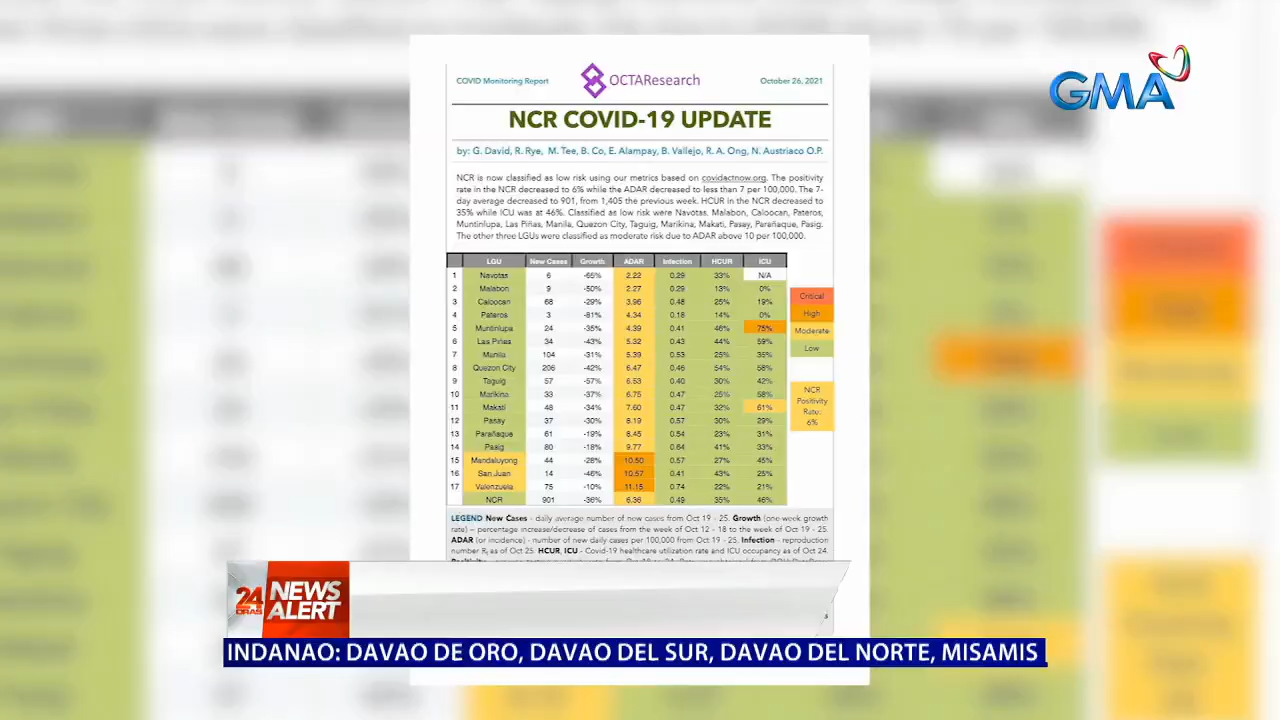 GMA
COVID Monitoring Report
OCTAResearch
October 26, 2021
NCR COVID-19 UPDATE
by: G. David, R. Rye, M. Tee, B. Co, E. Alampay, B. Vallejo, R. A. Ong, N. Austriaco O.P.
NCR is now classified as low risk using our metrics based on covidactnow.org. The positivity
rate in the NCR decreased to 6% while the ADAR decreased to less than 7 per 100,000. The 7-
day average decreased to 901, from 1,405 the previous week. HCUR in the NCR decreased to
35% while ICU was at 46%. Classified as low risk were Navotas, Malabon, Caloocan, Pateros,
Muntinlupa, Las Piñas, Manila, Quezon City, Taguig, Marikina, Makati, Pasay, Parañaque, Pasig.
The other three LGUs were classified as moderate risk due to ADAR above 10 per 100,000.
LGU New Cases Growth ADAR Infection HCUR ICU
1 Navotas 6 -65% 2.22 0.29 33% N/A
2 Malabon 9 -50% 2.27 0.29 13% 0%
3 Caloocan 68 -29% 3.96 0.48 25% 19%
4 Pateros 3 -81% 4.34 0.18 14% 0%
5 Muntinlupa 24 -35% 4.39 0.41 46% 75%
6 Las Piñas 34 -43% 5.32 0.43 44% 59%
7 Manila 104 -31% 5.39 0.53 25% 35%
8 Quezon City 206 -42% 6.47 0.46 54% 58%
9 Taguig 57 -57% 6.53 0.40 30% 42%
10 Marikina 33 -37% 6.75 0.47 25% 58%
11 Makati 48 -34% 7.60 0.47 32% 61%
12 Pasay 37 -30% 8.19 0.57 30% 29%
13 Parañaque 61 -19% 8.45 0.54 23% 31%
14 Pasig 80 -18% 9.77 0.64 41% 33%
15 Mandaluyong 44 -28% 10.50 0.57 27% 45%
16 San Juan 14 -46% 10.57 0.41 43% 25%
17 Valenzuela 75 -10% 11.15 0.74 22% 21%
NCR 901 -36% 6.36 0.49 35% 46%
Critical
High
Moderate
Low
NCR
Positivity
Rate:
6%
LEGEND New Cases - daily average number of new cases from Oct 19 - 25. Growth (one-week growth
rate) – percentage increase/decrease of cases from the week of Oct 12 - 18 to the week of Oct 19 - 25.
ADAR (or incidence) - number of new daily cases per 100,000 from Oct 19 - 25. Infection - reproduction
number Rt as of Oct 25. HCUR, ICU - Covid-19 healthcare utilization rate and ICU occupancy as of Oct 24.
24 ORAS
NEWS
ALERT
INDANAO: DAVAO DE ORO, DAVAO DEL SUR, DAVAO DEL NORTE, MISAMIS